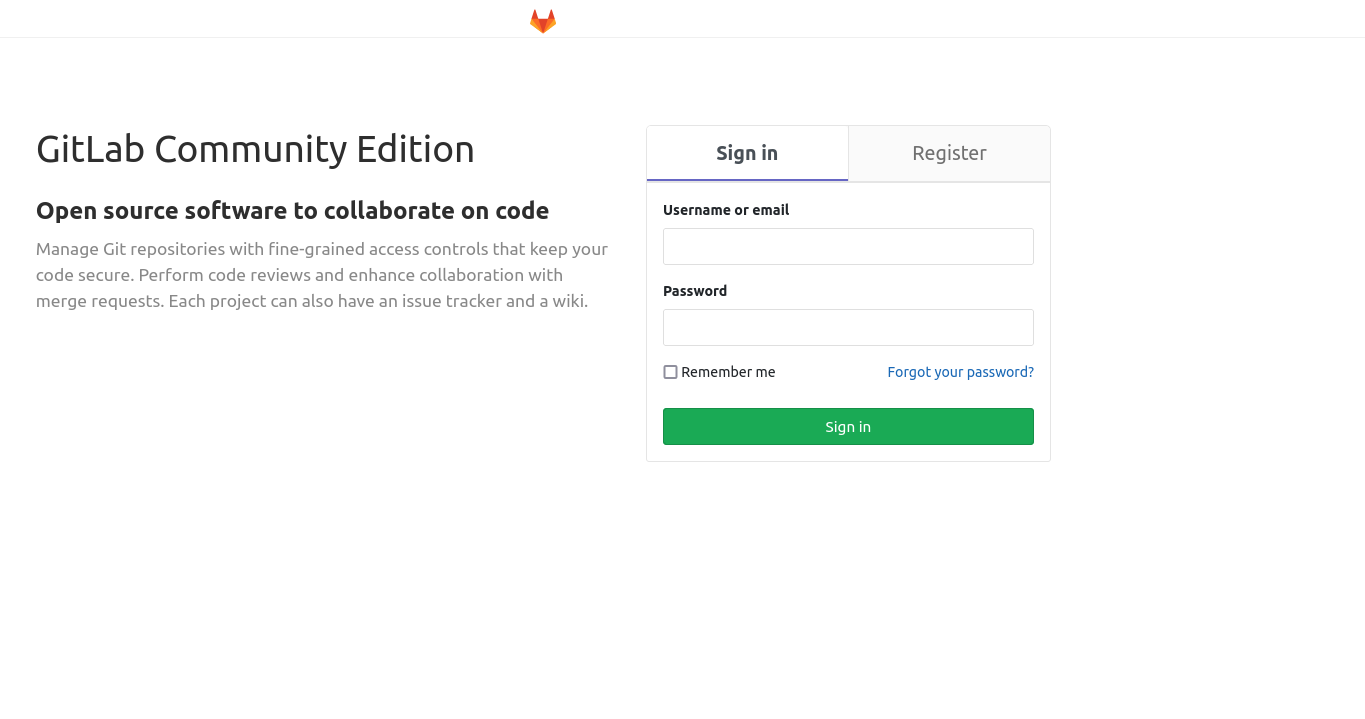 GitLab Community Edition
Open source software to collaborate on code
Manage Git repositories with fine-grained access controls that keep your
code secure. Perform code reviews and enhance collaboration with
merge requests. Each project can also have an issue tracker and a wiki.
Sign in
Register
Username or email
Password
Remember me
Forgot your password?
Sign in